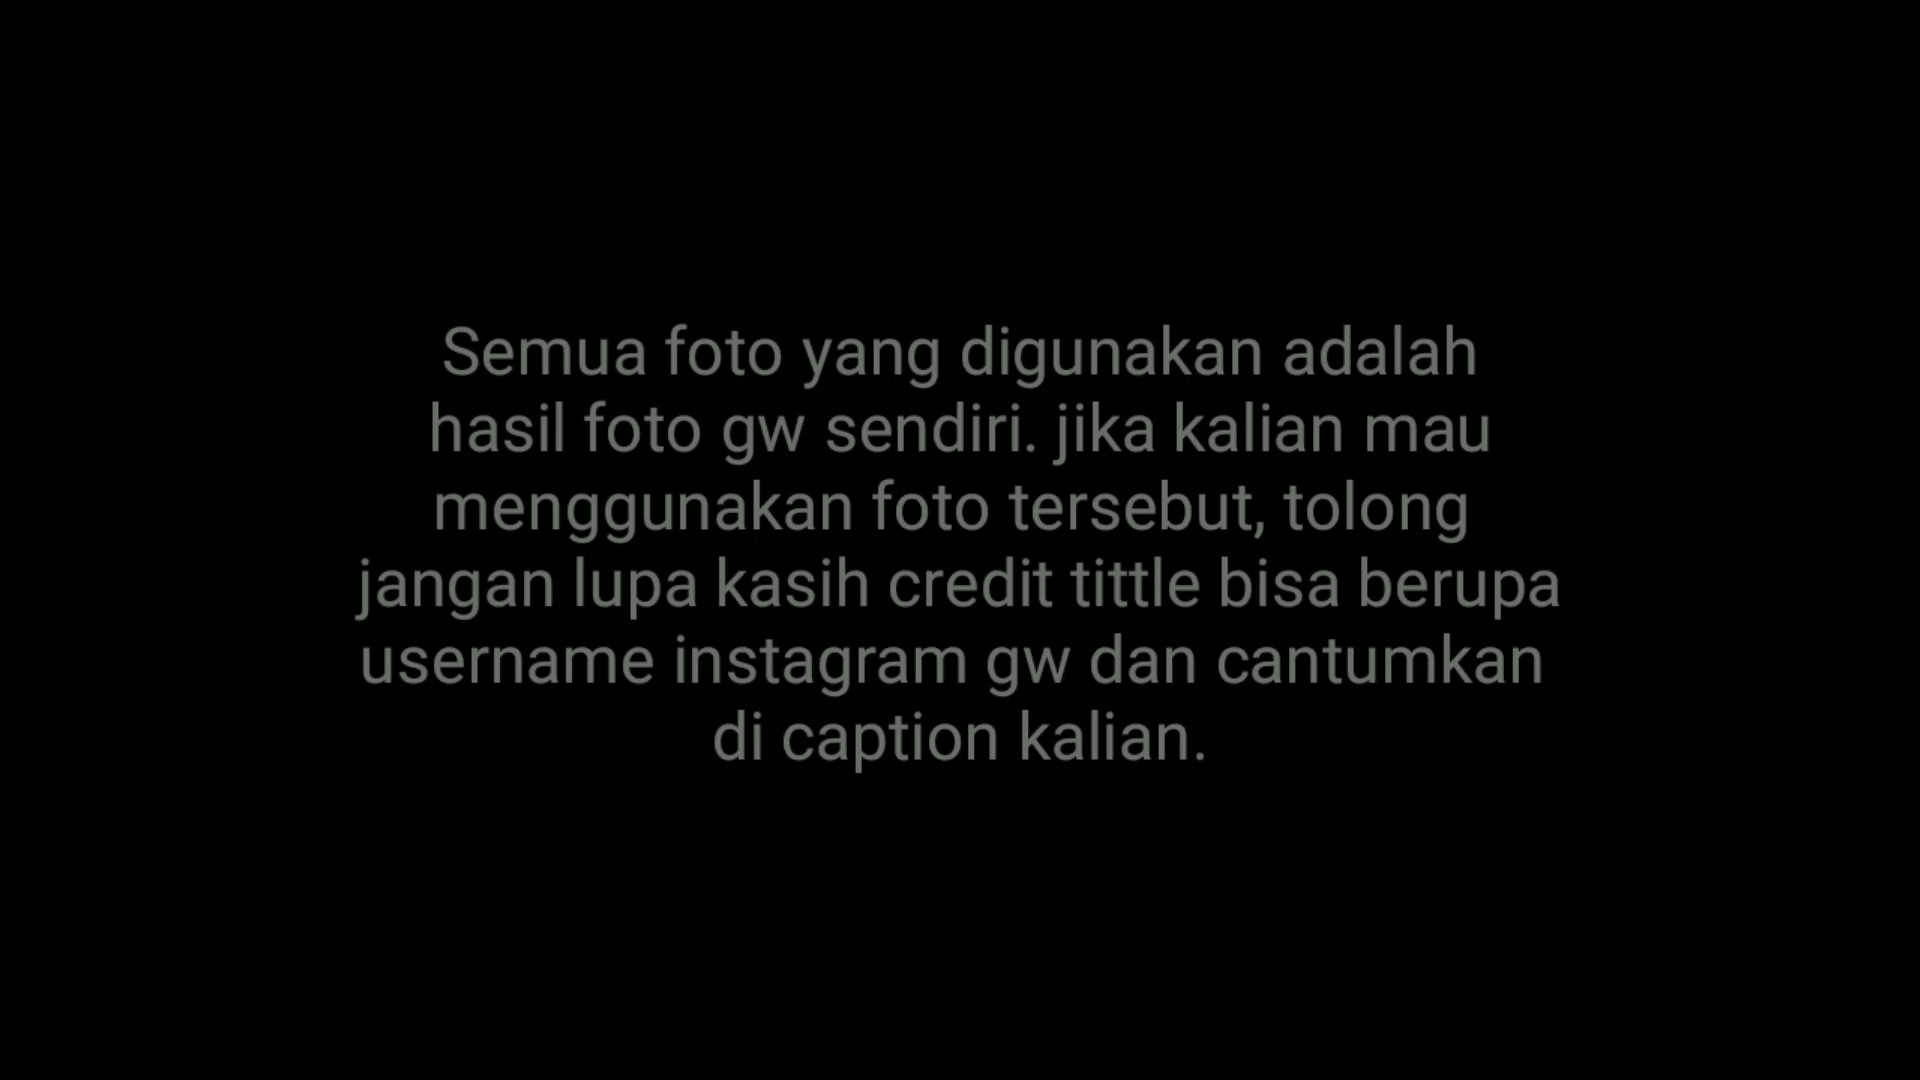 Semua foto yang digunakan adalah
hasil foto gw sendiri. jika kalian mau
menggunakan foto tersebut, tolong
jangan lupa kasih credit tittle bisa berupa
username instagram gw dan cantumkan
di caption kalian.